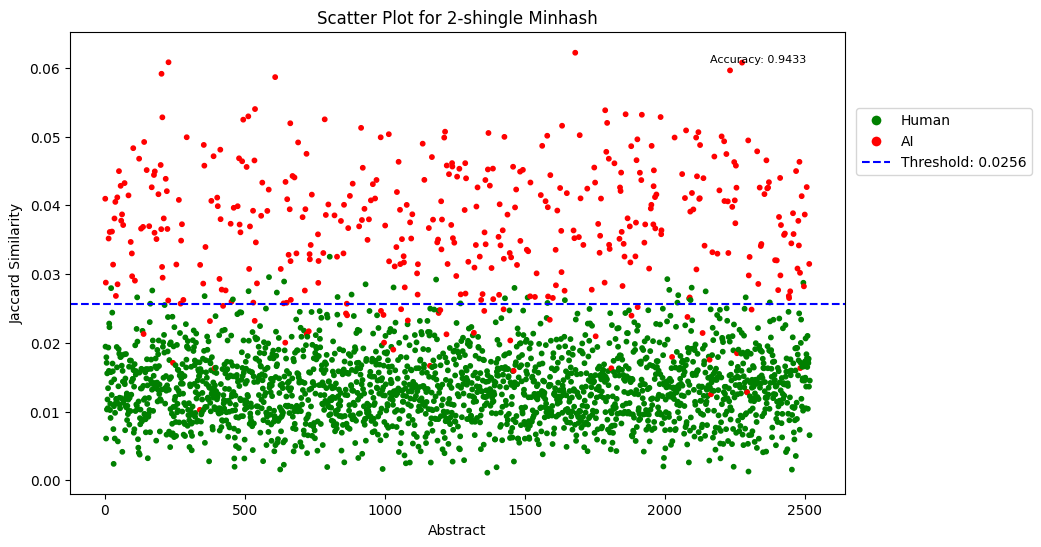 Scatter Plot for 2-shingle Minhash
Accuracy: 0.9433
Human
AI
Threshold: 0.0256
Jaccard Similarity
0.06
0.05
0.04
0.03
0.02
0.01
0.00
0
500
1000
1500
2000
2500
Abstract